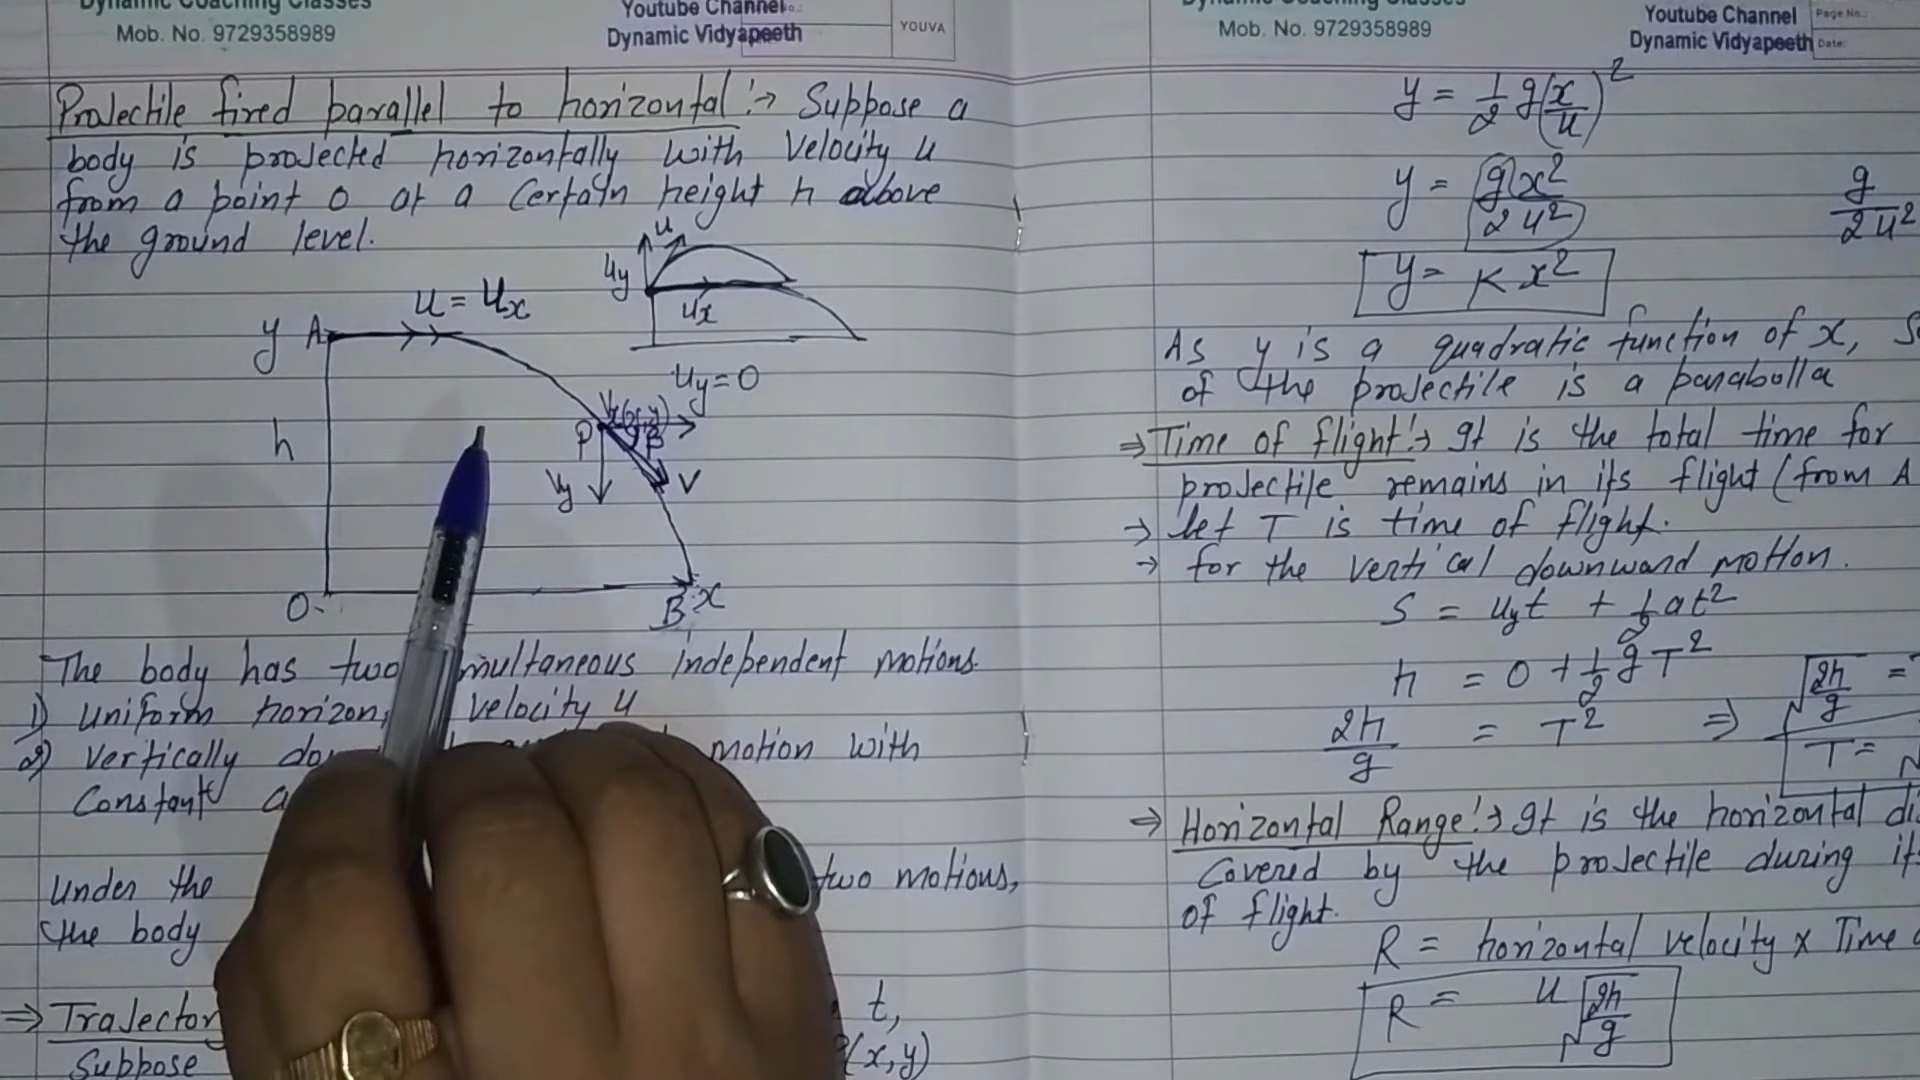 Dynamic Coaching Classes
Mob. No. 9729358989
Youtube Channel
Dynamic Vidyapeeth
YOUVA
Projectile fired parallel to horizontal :→ Suppose a
body is projected horizontally with velocity u
from a point O at a certain height h above
the ground level.
u
uy
ux
u = ux
y A
uy = 0
h
P
Vx
(x,y)
β
Vy
V
O
B x
The body has two multaneous independent motions
1) uniform horizon velocity u
2) vertically do motion with
Constant a
Under the two motions,
the body
⇒ Trajector t,
Suppose (x,y)
Dynamic Coaching Classes
Mob. No. 9729358989
Youtube Channel
Dynamic Vidyapeeth
Page No.:
Date:
y = 1/2 g(x/u)²
y = gx²/2u²
g/2u²
y = Kx²
As y is a quadratic function of x, S
of the projectile is a parabolla
⇒ Time of flight :→ It is the total time for
projectile remains in its flight (from A
→ let T is time of flight.
→ for the vertical downward motion.
S = uyt + 1/2 at²
h = 0 + 1/2 gT²
2h/g = T² ⇒ √2h/g =
T = √
⇒ Horizontal Range :→ It is the horizontal di
Covered by the projectile during its
of flight.
R = horizontal velocity x Time
R = u √2h/g